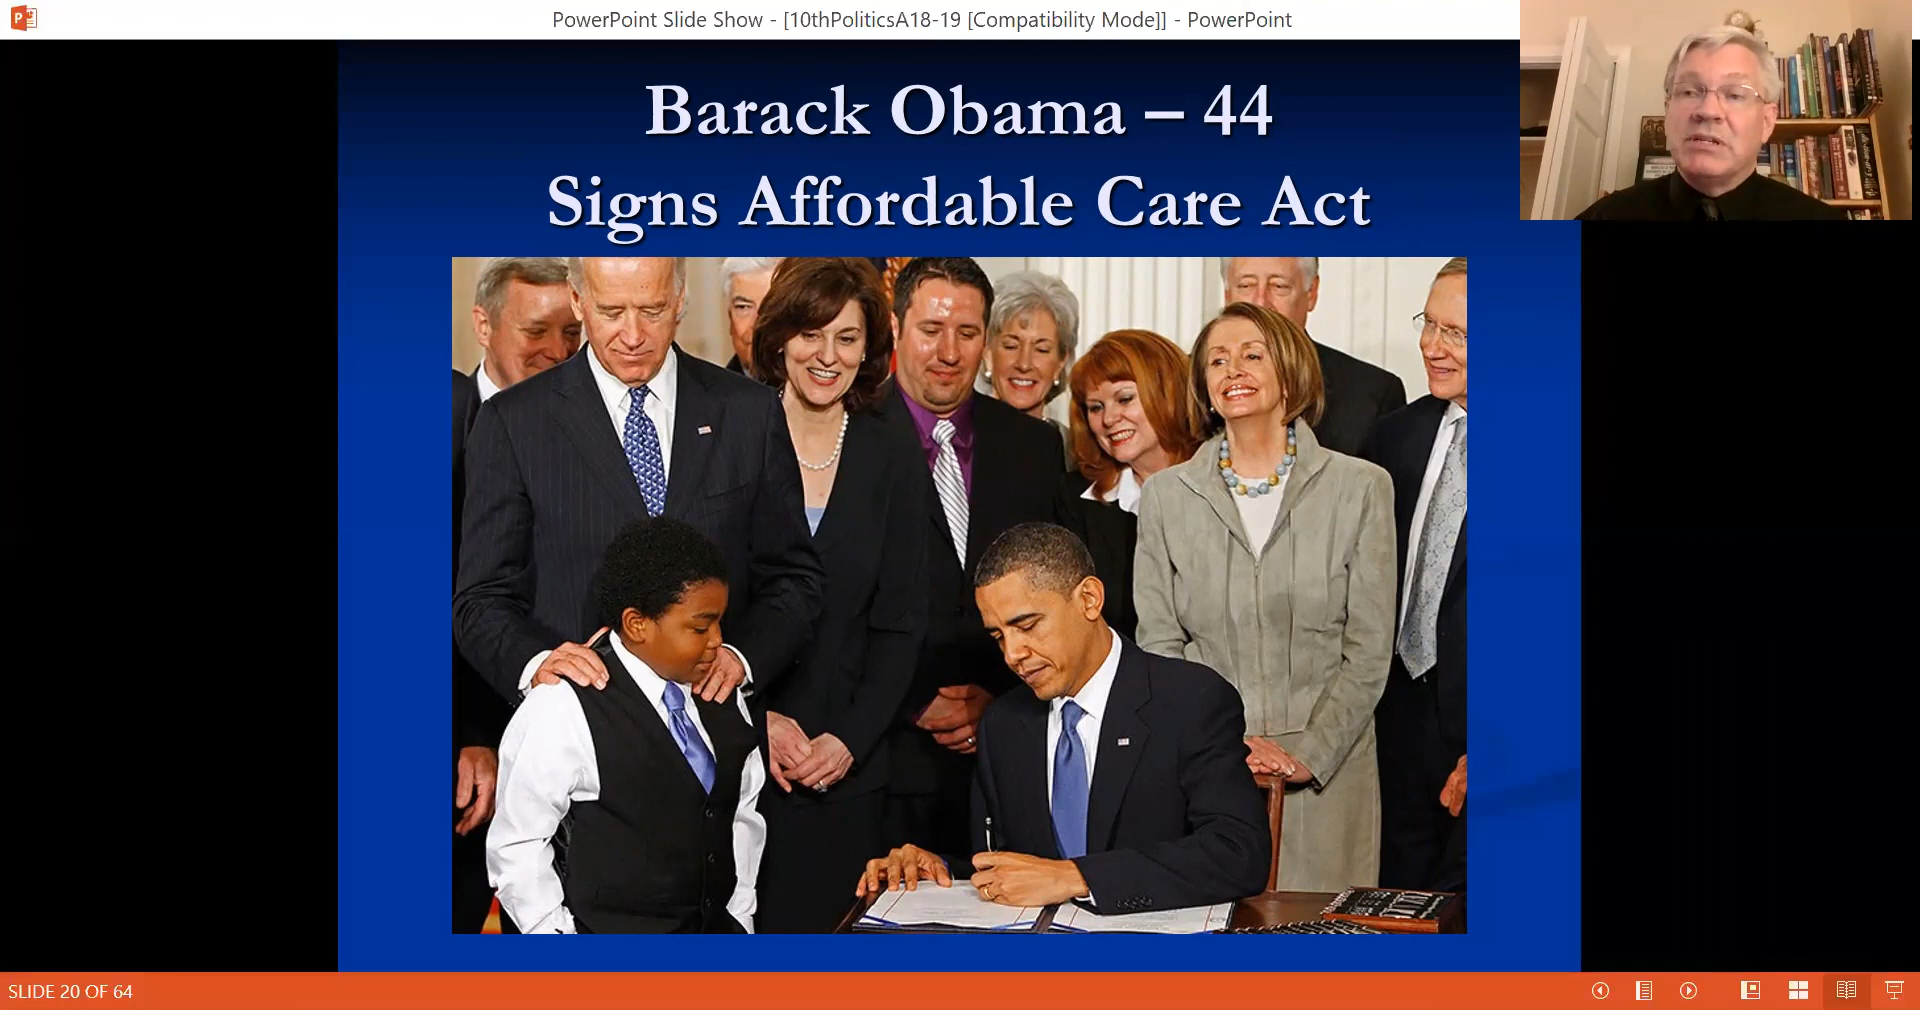 PowerPoint Slide Show - [10thPoliticsA18-19 [Compatibility Mode]] - PowerPoint
Barack Obama – 44
Signs Affordable Care Act
SLIDE 20 OF 64